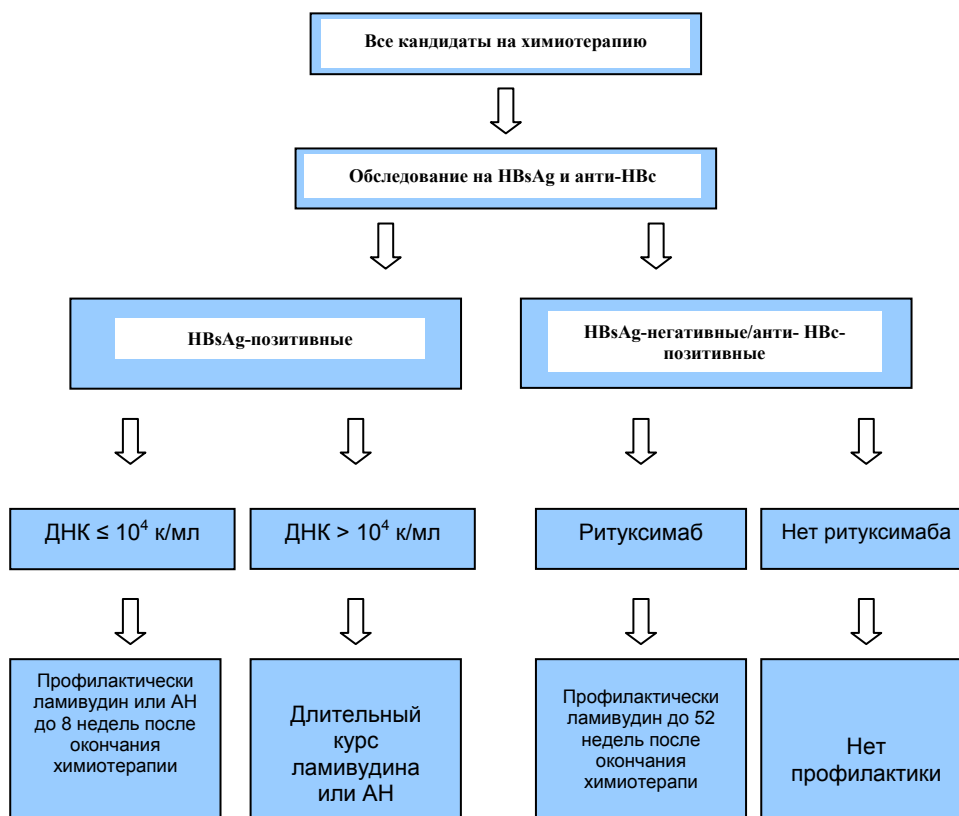 Все кандидаты на химиотерапию
Обследование на HBsAg и анти-HBc
HBsAg-позитивные
HBsAg-негативные/анти- HBc-
позитивные
ДНК ≤ 10⁴ к/мл
ДНК > 10⁴ к/мл
Ритуксимаб
Нет ритуксимаба
Профилактически
ламивудин или АН
до 8 недель после
окончания
химиотерапии
Длительный
курс
ламивудина
или АН
Профилактически
ламивудин до 52
недель после
окончания
химиотерапи
Нет
профилактики